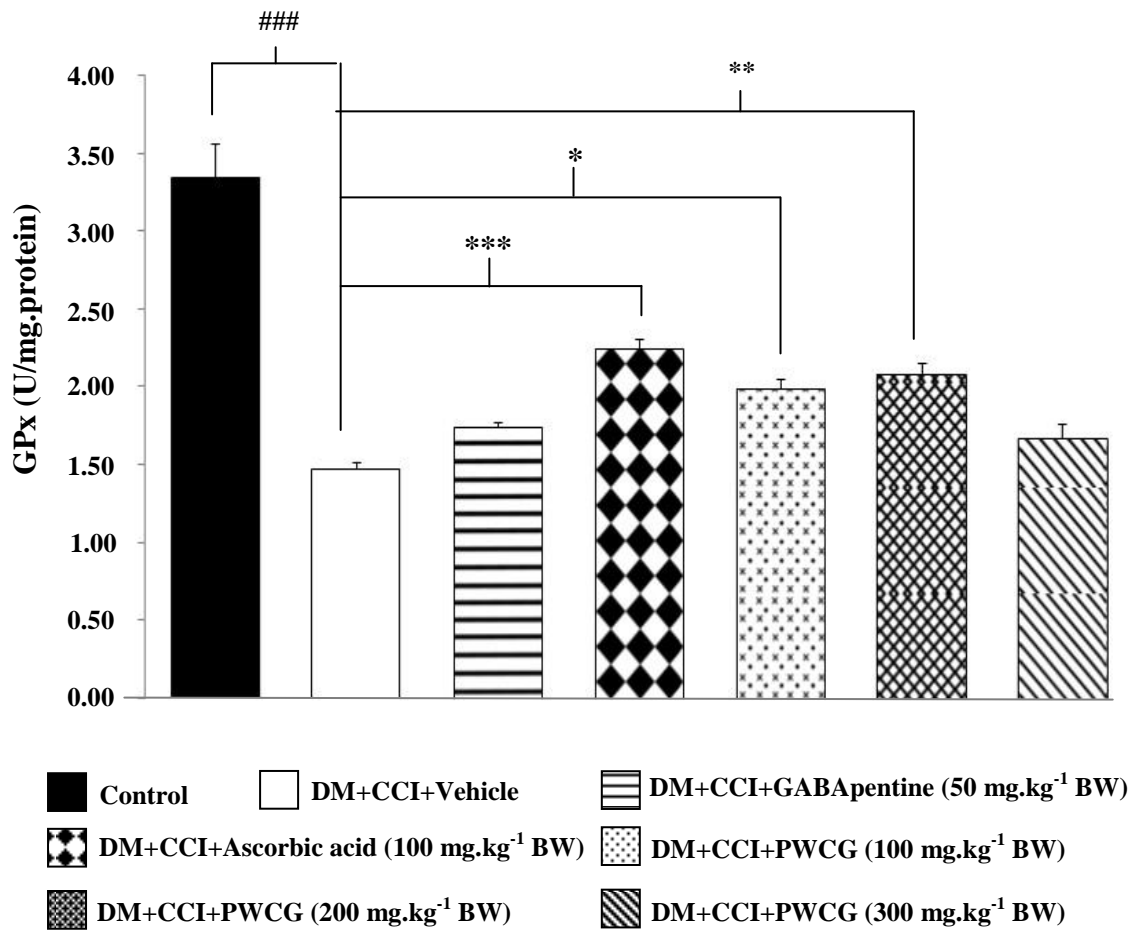 ###
4.00
**
3.50
*
3.00
***
2.50
2.00
1.50
1.00
0.50
0.00
GPx (U/mg.protein)
Control
DM+CCI+Vehicle
DM+CCI+GABApentine (50 mg.kg⁻¹ BW)
DM+CCI+Ascorbic acid (100 mg.kg⁻¹ BW)
DM+CCI+PWCG (100 mg.kg⁻¹ BW)
DM+CCI+PWCG (200 mg.kg⁻¹ BW)
DM+CCI+PWCG (300 mg.kg⁻¹ BW)